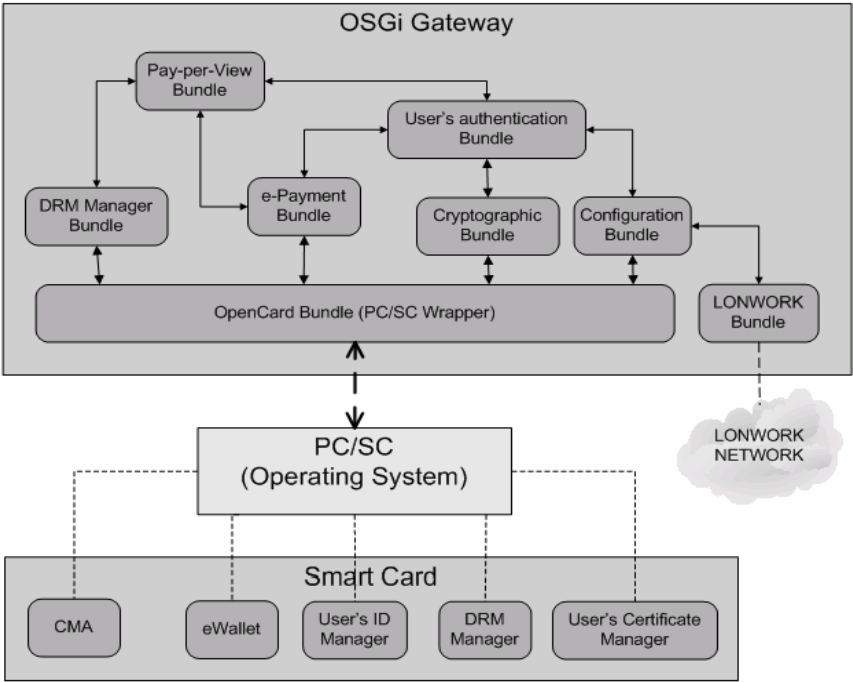 OSGi Gateway
Pay-per-View
Bundle
User's authentication
Bundle
DRM Manager
Bundle
e-Payment
Bundle
Cryptographic
Bundle
Configuration
Bundle
OpenCard Bundle (PC/SC Wrapper)
LONWORK
Bundle
PC/SC
(Operating System)
LONWORK
NETWORK
Smart Card
CMA
eWallet
User's ID
Manager
DRM
Manager
User's Certificate
Manager